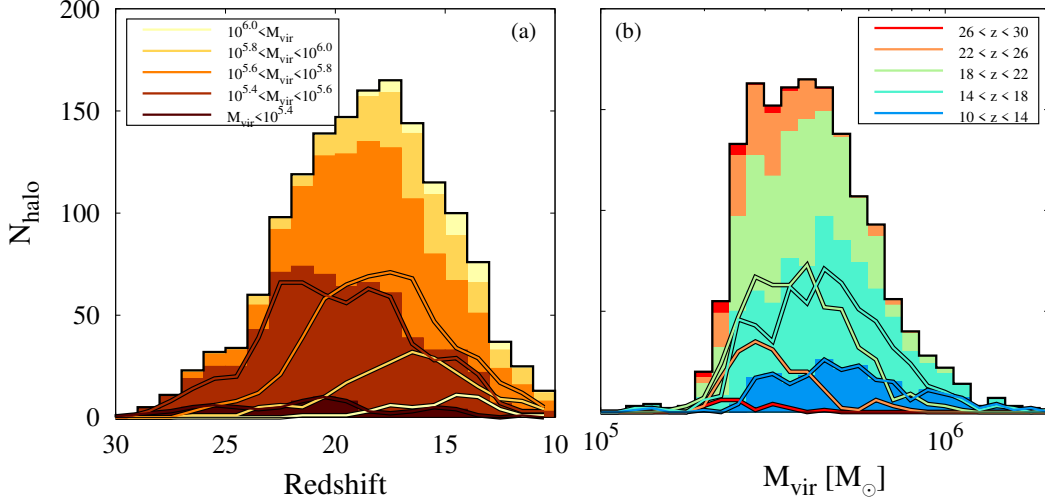 200
150
100
50
0
N_halo
30
25
20
15
10
Redshift
(a)
10^6.0<M_vir
10^5.8<M_vir<10^6.0
10^5.6<M_vir<10^5.8
10^5.4<M_vir<10^5.6
M_vir<10^5.4
(b)
26 < z < 30
22 < z < 26
18 < z < 22
14 < z < 18
10 < z < 14
10^5
10^6
M_vir [M_⊙]